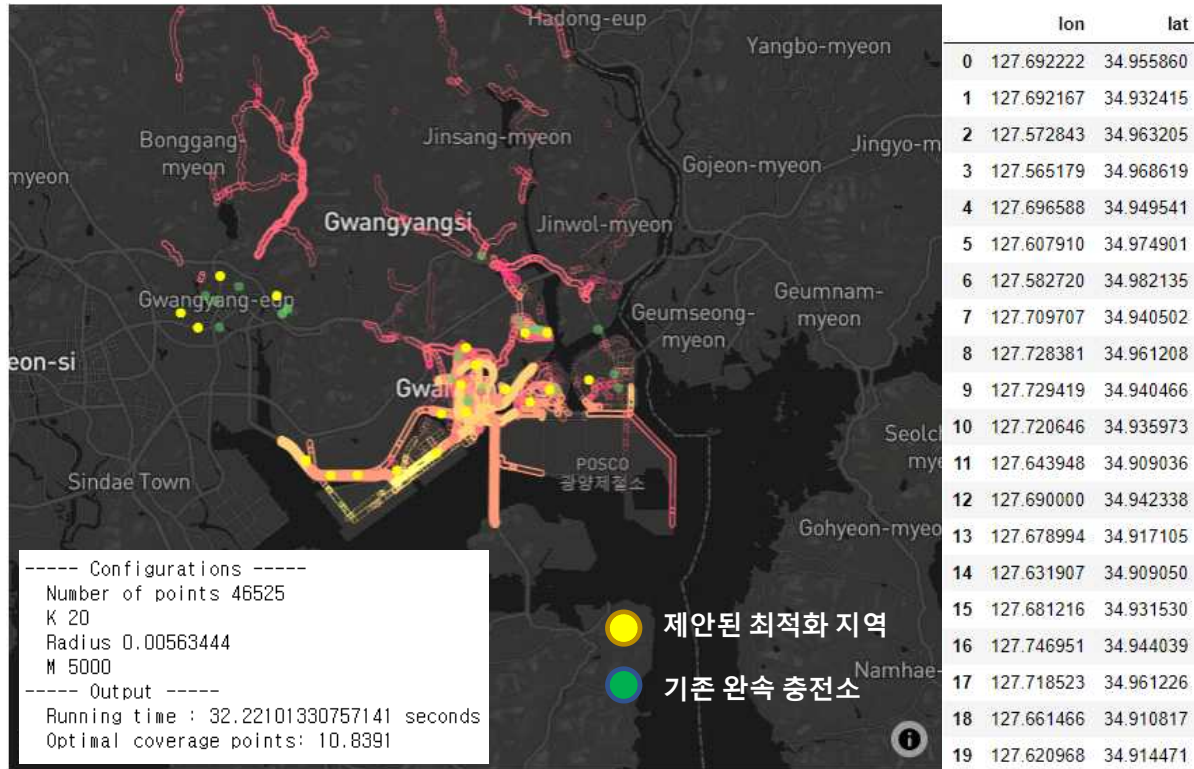 Hadong-eup
Yangbo-myeon
Bonggang-
myeon
Jinsang-myeon
Jingyo-m
Gojeon-myeon
myeon
Gwangyangsi
Jinwol-myeon
Gwangyang-eup
Geumnam-
myeon
Geumseong-
myeon
eon-si
Gwa
Seolch
mye
POSCO
광양제철소
Sindae Town
Gohyeon-myeo
Namhae-
----- Configurations -----
Number of points 46525
K 20
Radius 0.00563444
M 5000
----- Output -----
Running time : 32.22101330757141 seconds
Optimal coverage points: 10.8391
제안된 최적화 지역
기존 완속 충전소
i
lon lat
0 127.692222 34.955860
1 127.692167 34.932415
2 127.572843 34.963205
3 127.565179 34.968619
4 127.696588 34.949541
5 127.607910 34.974901
6 127.582720 34.982135
7 127.709707 34.940502
8 127.728381 34.961208
9 127.729419 34.940466
10 127.720646 34.935973
11 127.643948 34.909036
12 127.690000 34.942338
13 127.678994 34.917105
14 127.631907 34.909050
15 127.681216 34.931530
16 127.746951 34.944099
17 127.718523 34.961226
18 127.661466
19 127.620968 34.914471